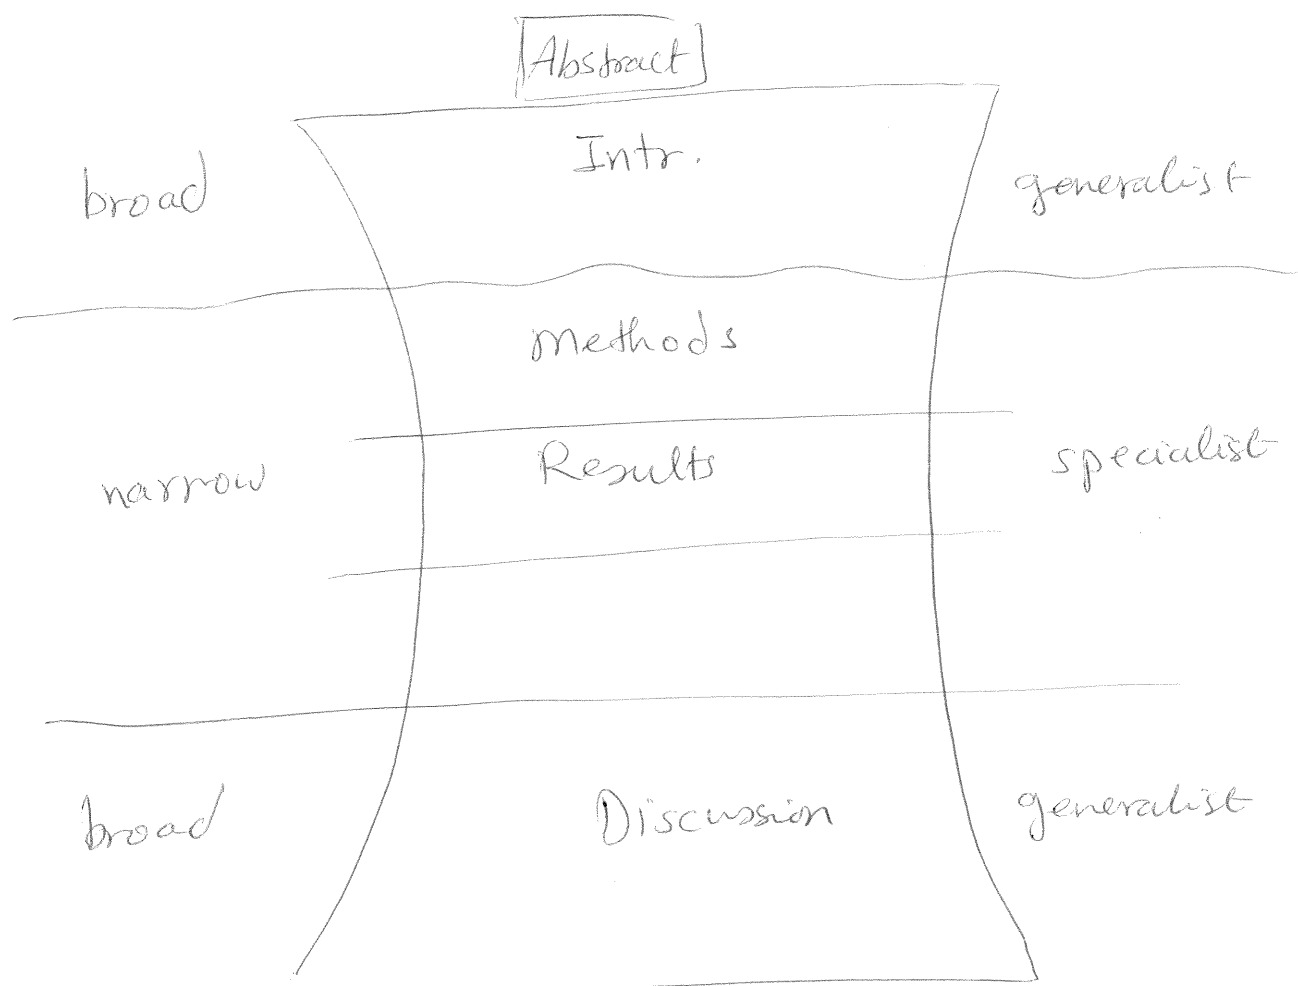 Abstract
Intr.
broad
generalist
Methods
narrow
Results
specialist
broad
Discussion
generalist